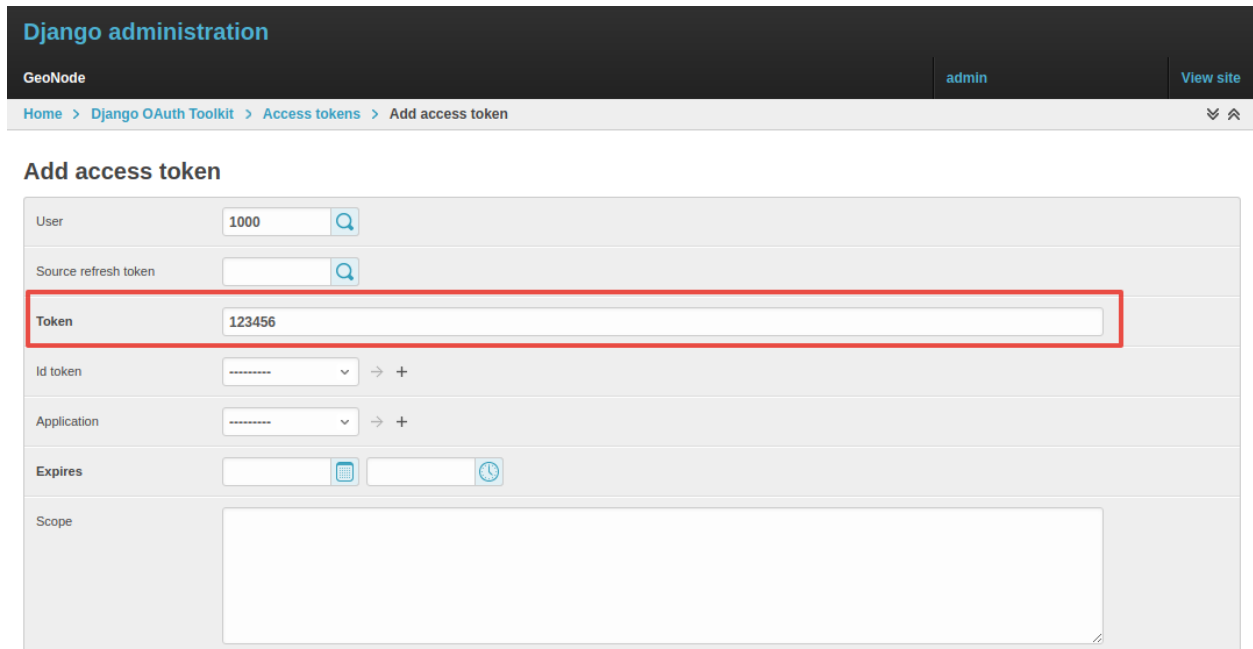 Django administration
GeoNode admin View site
Home > Django OAuth Toolkit > Access tokens > Add access token
Add access token
User 1000
Source refresh token
Token 123456
Id token ---------
Application ---------
Expires
Scope